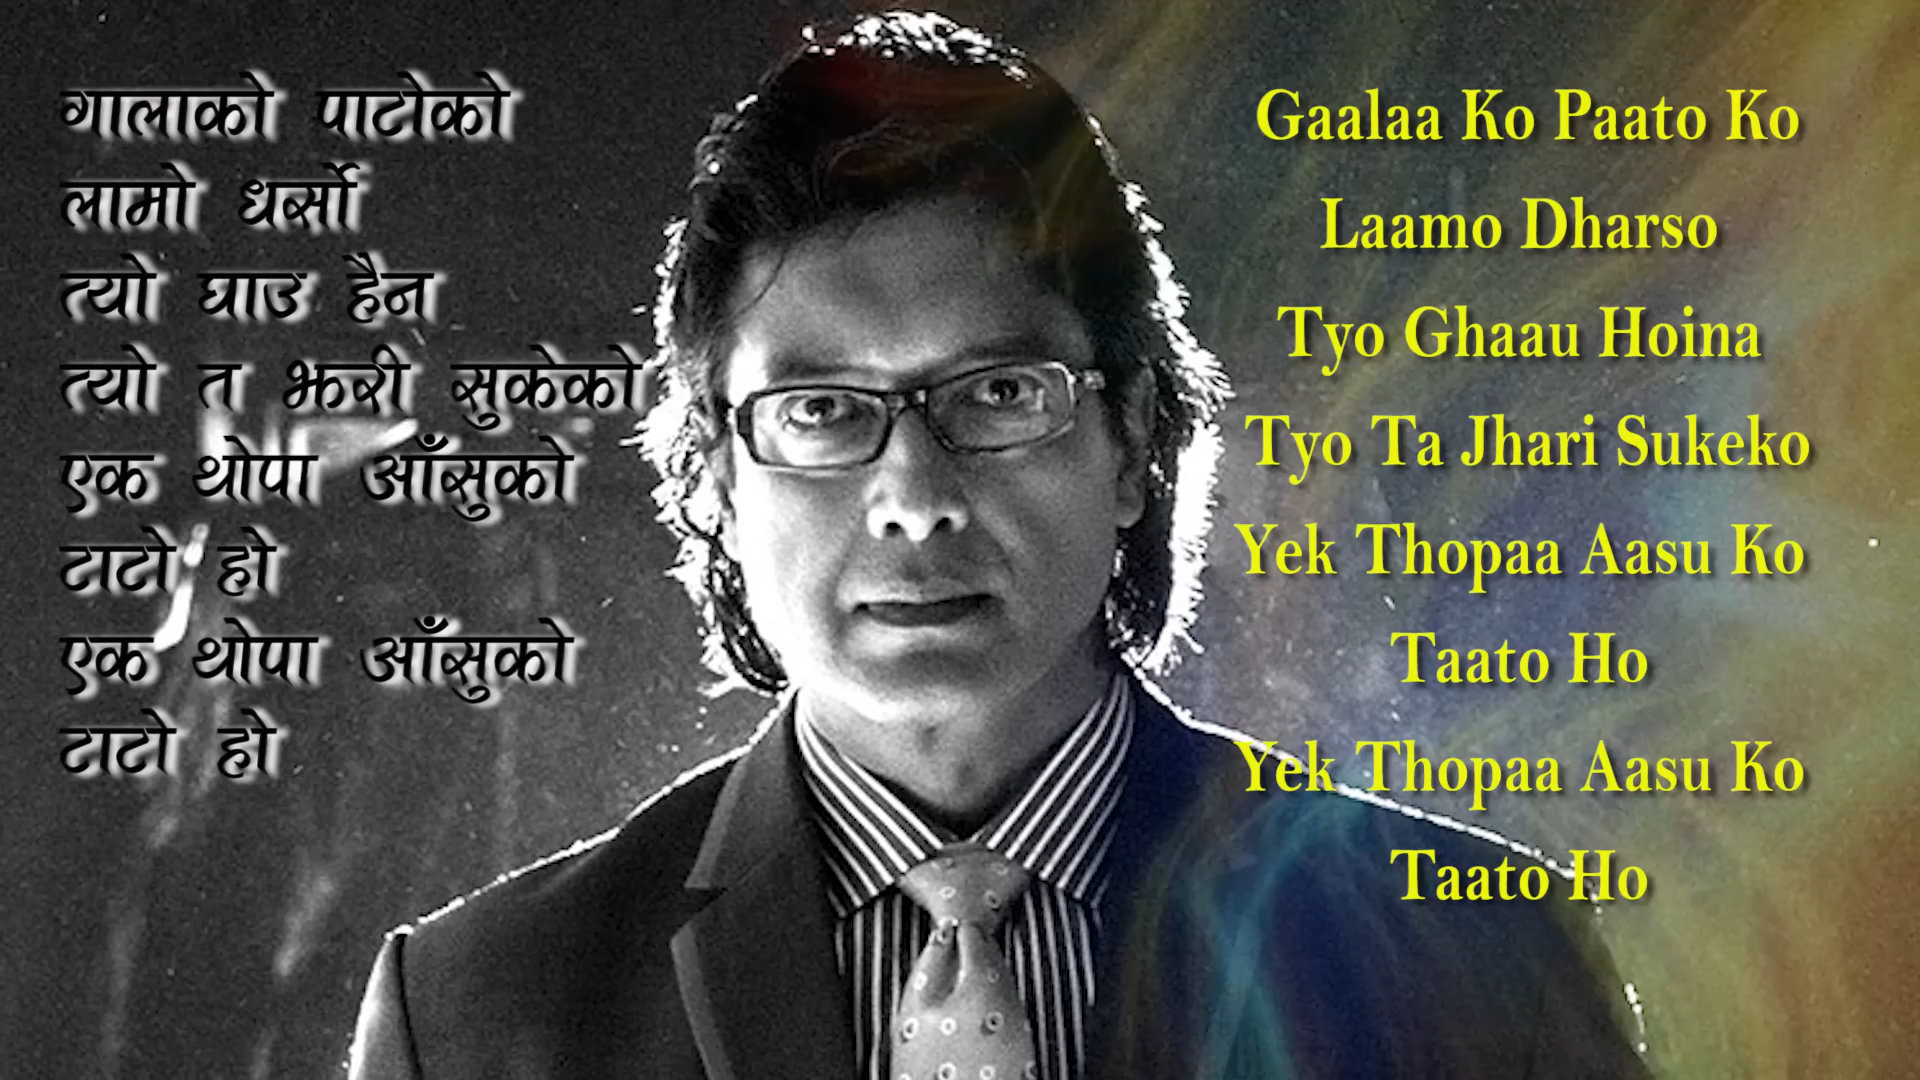 गालाको पाटोको
लामो धर्सो
त्यो घाउ हैन
त्यो त झरी सुकेको
एक थोपा आँसुको
टाटो हो
एक थोपा आँसुको
टाटो हो
Gaalaa Ko Paato Ko
Laamo Dharso
Tyo Ghaau Hoina
Tyo Ta Jhari Sukeko
Yek Thopaa Aasu Ko
Taato Ho
Yek Thopaa Aasu Ko
Taato Ho